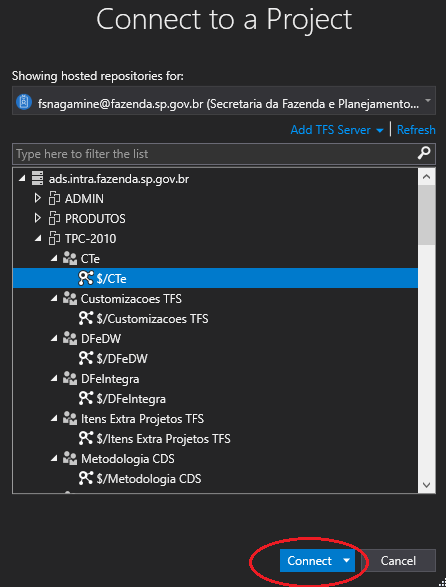 Connect to a Project
Showing hosted repositories for:
fsnagamine@fazenda.sp.gov.br (Secretaria da Fazenda e Planejamento...
Add TFS Server | Refresh
Type here to filter the list
ads.intra.fazenda.sp.gov.br
ADMIN
PRODUTOS
TPC-2010
CTe
$/CTe
Customizacoes TFS
$/Customizacoes TFS
DFeDW
$/DFeDW
DFeIntegra
$/DFeIntegra
Itens Extra Projetos TFS
$/Itens Extra Projetos TFS
Metodologia CDS
$/Metodologia CDS
Connect Cancel